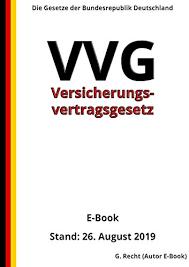 Die Gesetze der Bundesrepublik Deutschland
VVG
Versicherungs-
vertragsgesetz
E-Book
Stand: 26. August 2019
G. Recht (Autor E-Book)